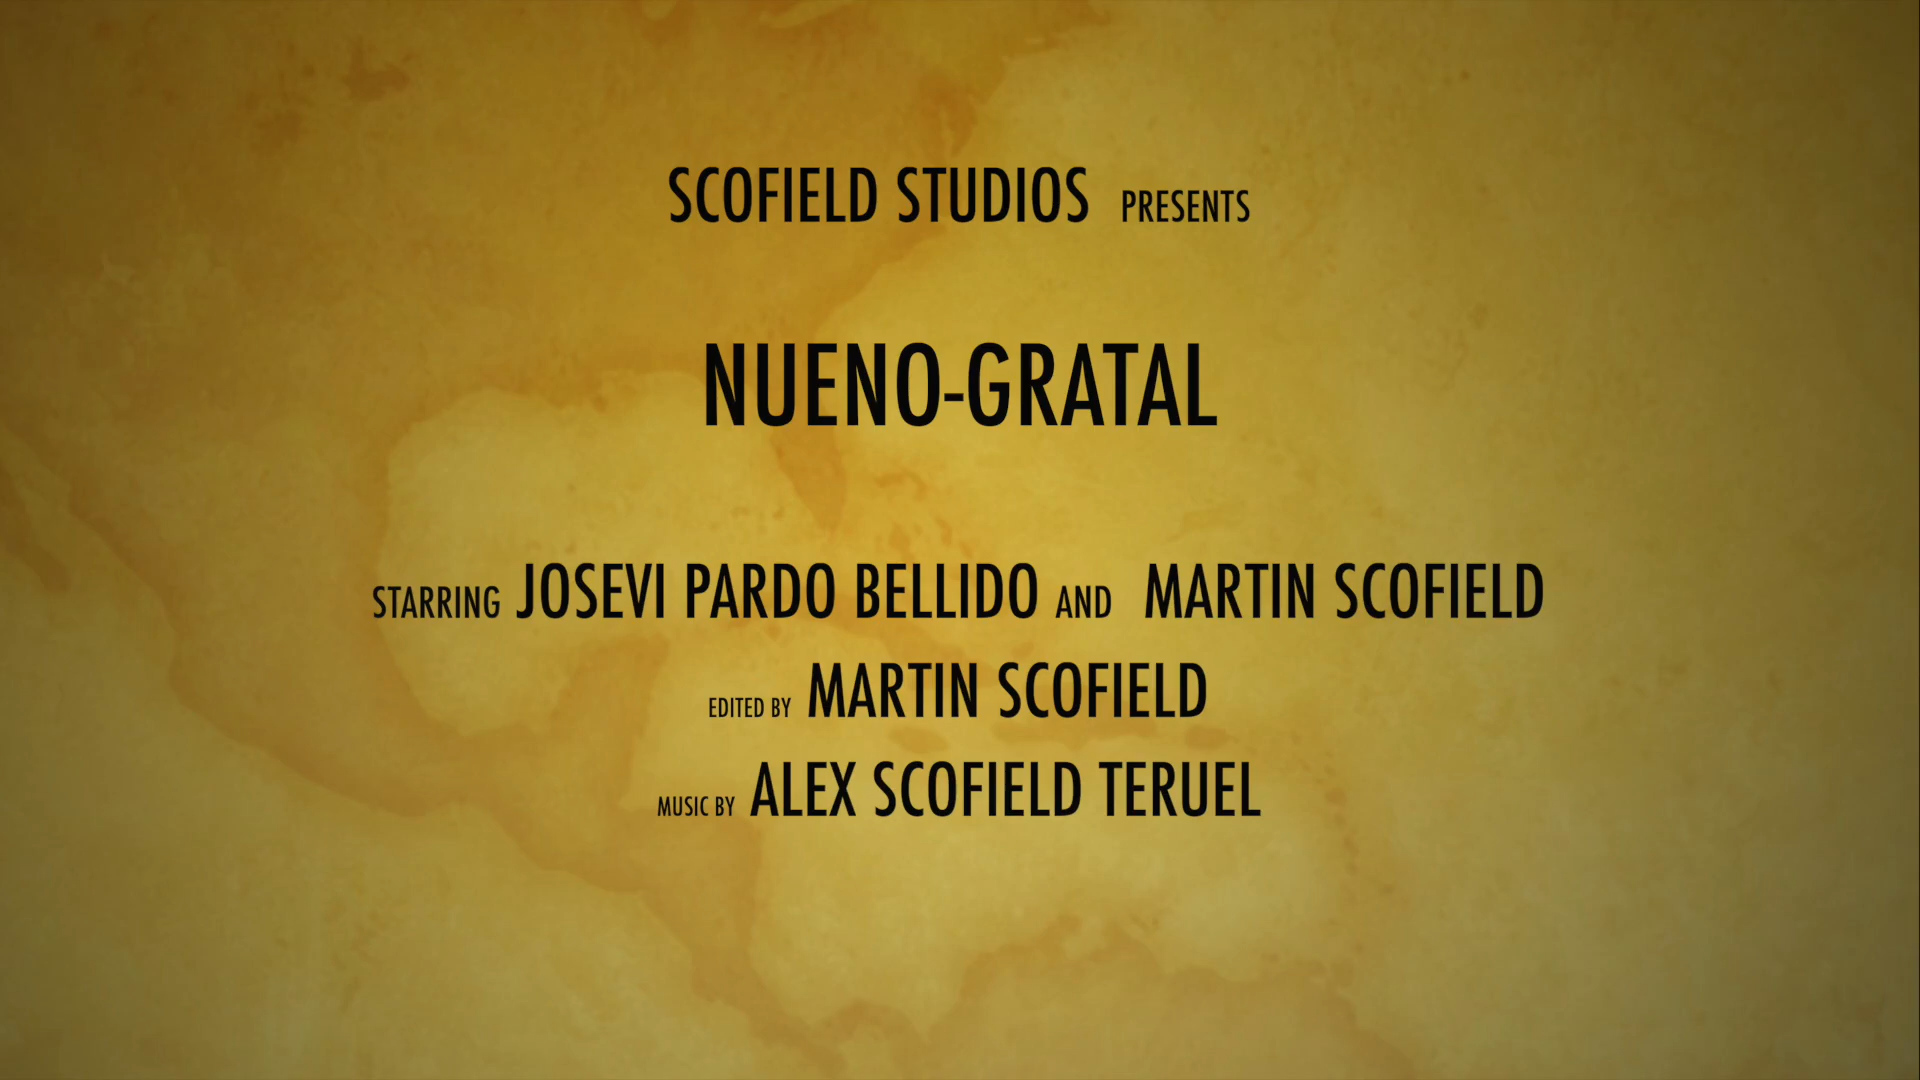 SCOFIELD STUDIOS PRESENTS
NUENO-GRATAL
STARRING JOSEVI PARDO BELLIDO AND MARTIN SCOFIELD
EDITED BY MARTIN SCOFIELD
MUSIC BY ALEX SCOFIELD TERUEL